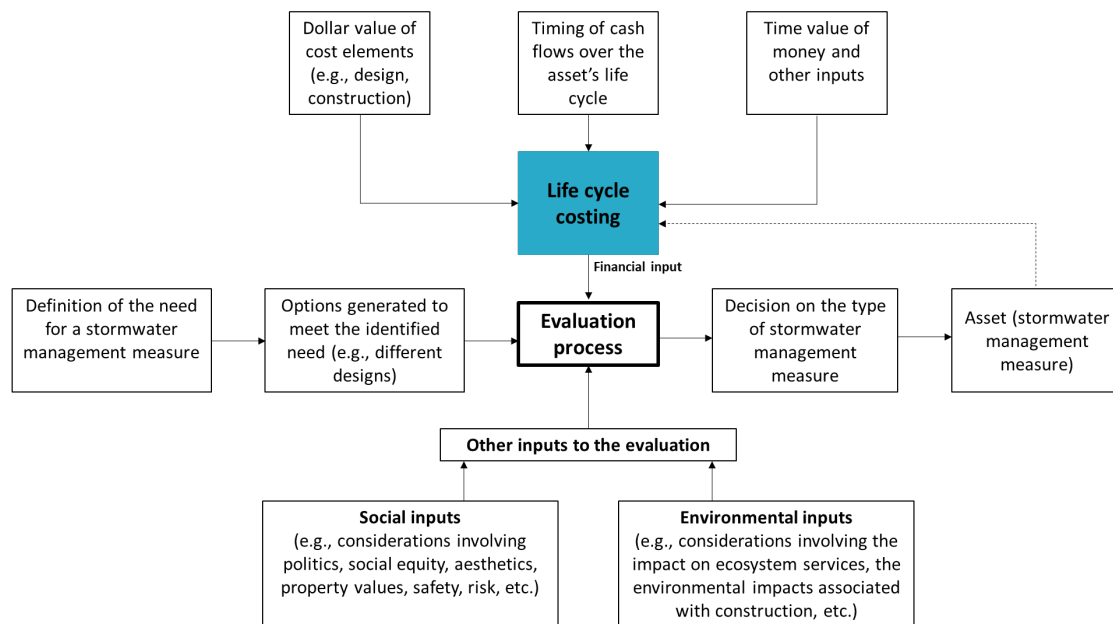 Dollar value of
cost elements
(e.g., design,
construction)
Timing of cash
flows over the
asset's life
cycle
Time value of
money and
other inputs
Life cycle
costing
Financial input
Definition of the need
for a stormwater
management measure
Options generated to
meet the identified
need (e.g., different
designs)
Evaluation
process
Decision on the type
of stormwater
management
measure
Asset (stormwater
management
measure)
Other inputs to the evaluation
Social inputs
(e.g., considerations involving
politics, social equity, aesthetics,
property values, safety, risk, etc.)
Environmental inputs
(e.g., considerations involving the
impact on ecosystem services, the
environmental impacts associated
with construction, etc.)